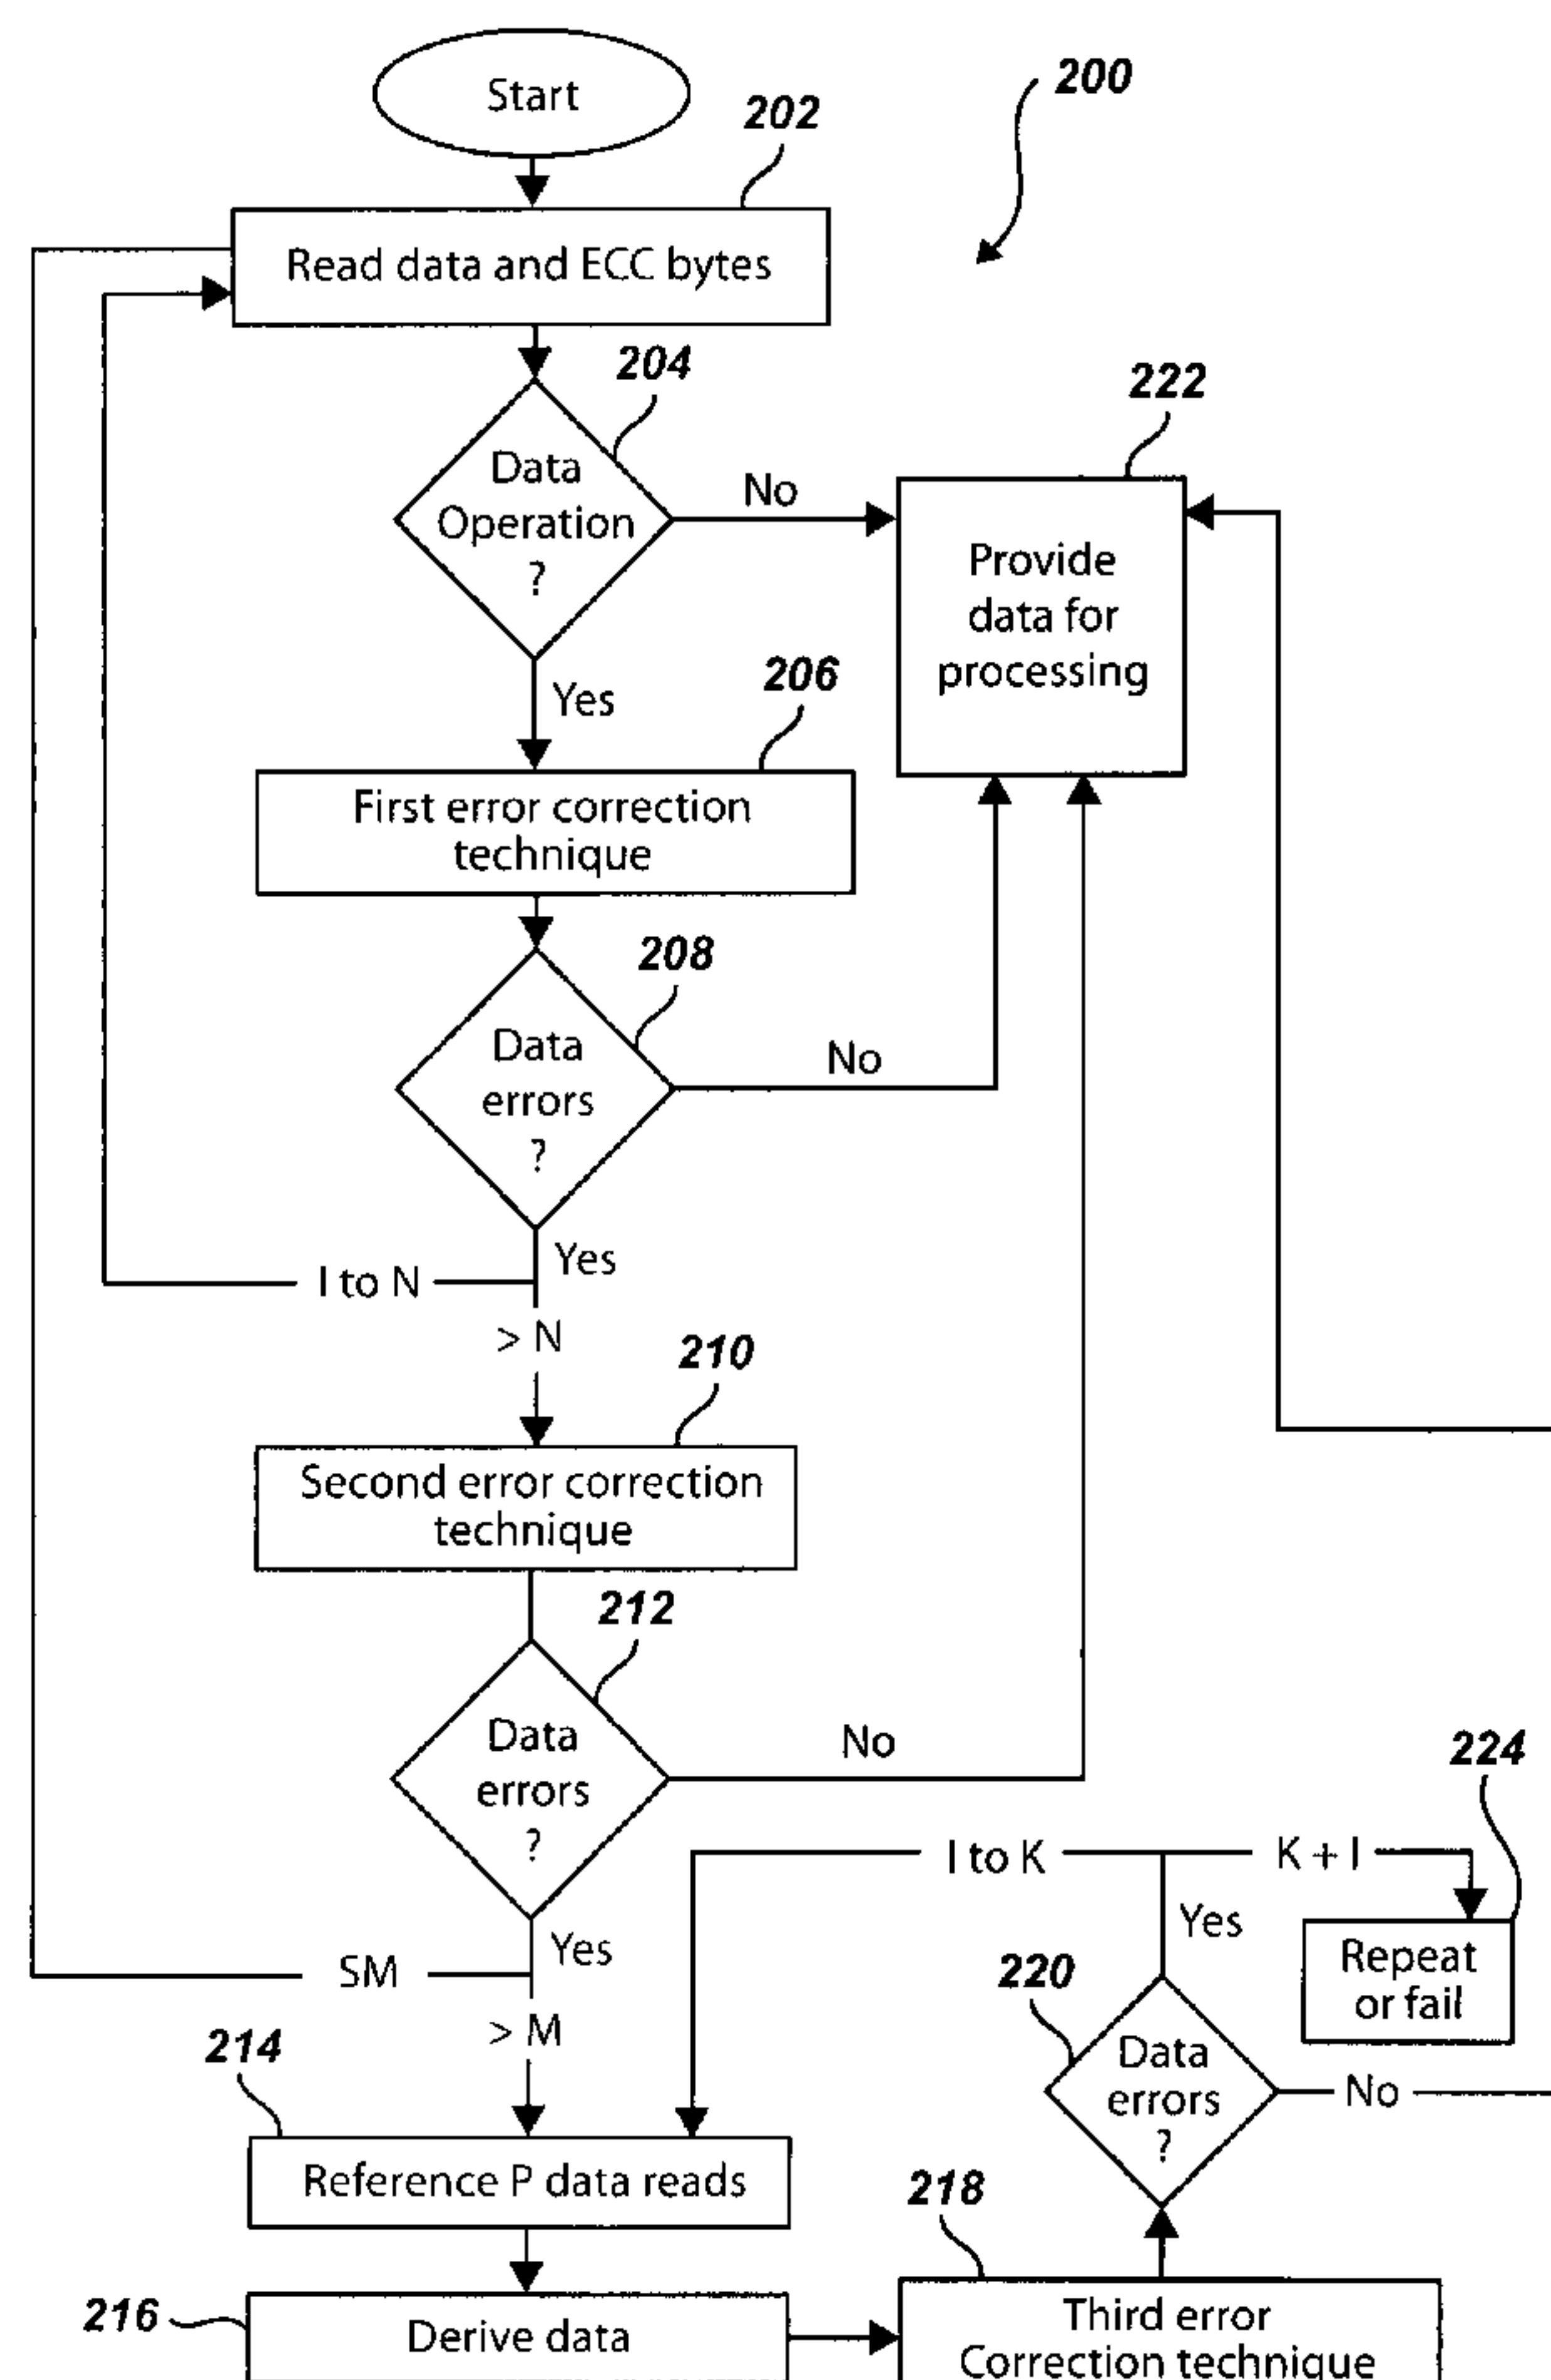 Start
200
202
Read data and ECC bytes
204
Data
Operation
?
No
222
Provide
data for
processing
Yes
206
First error correction
technique
208
Data
errors
?
No
Yes
I to N
> N
210
Second error correction
technique
212
Data
errors
?
No
Yes
SM
> M
214
Reference P data reads
216
Derive data
218
Third error
Correction technique
220
Data
errors
?
No
Yes
I to K
K + I
224
Repeat
or fail